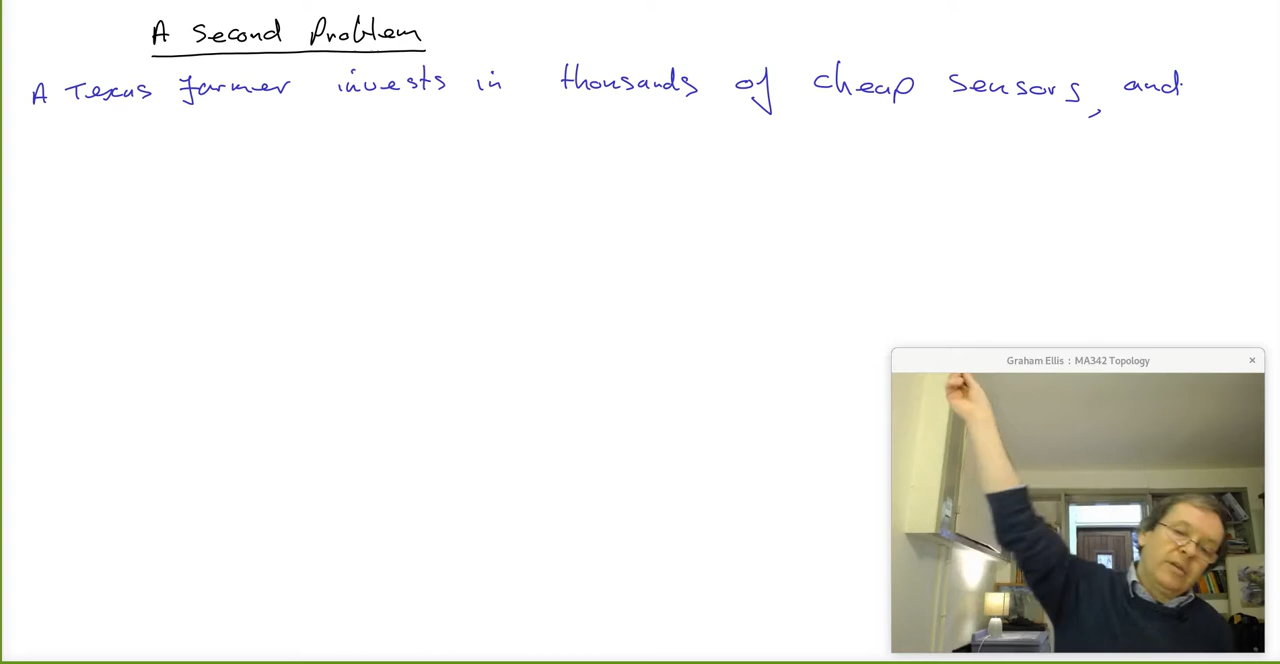 A Second Problem
A Texas farmer invests in thousands of cheap sensors, and
Graham Ellis : MA342 Topology